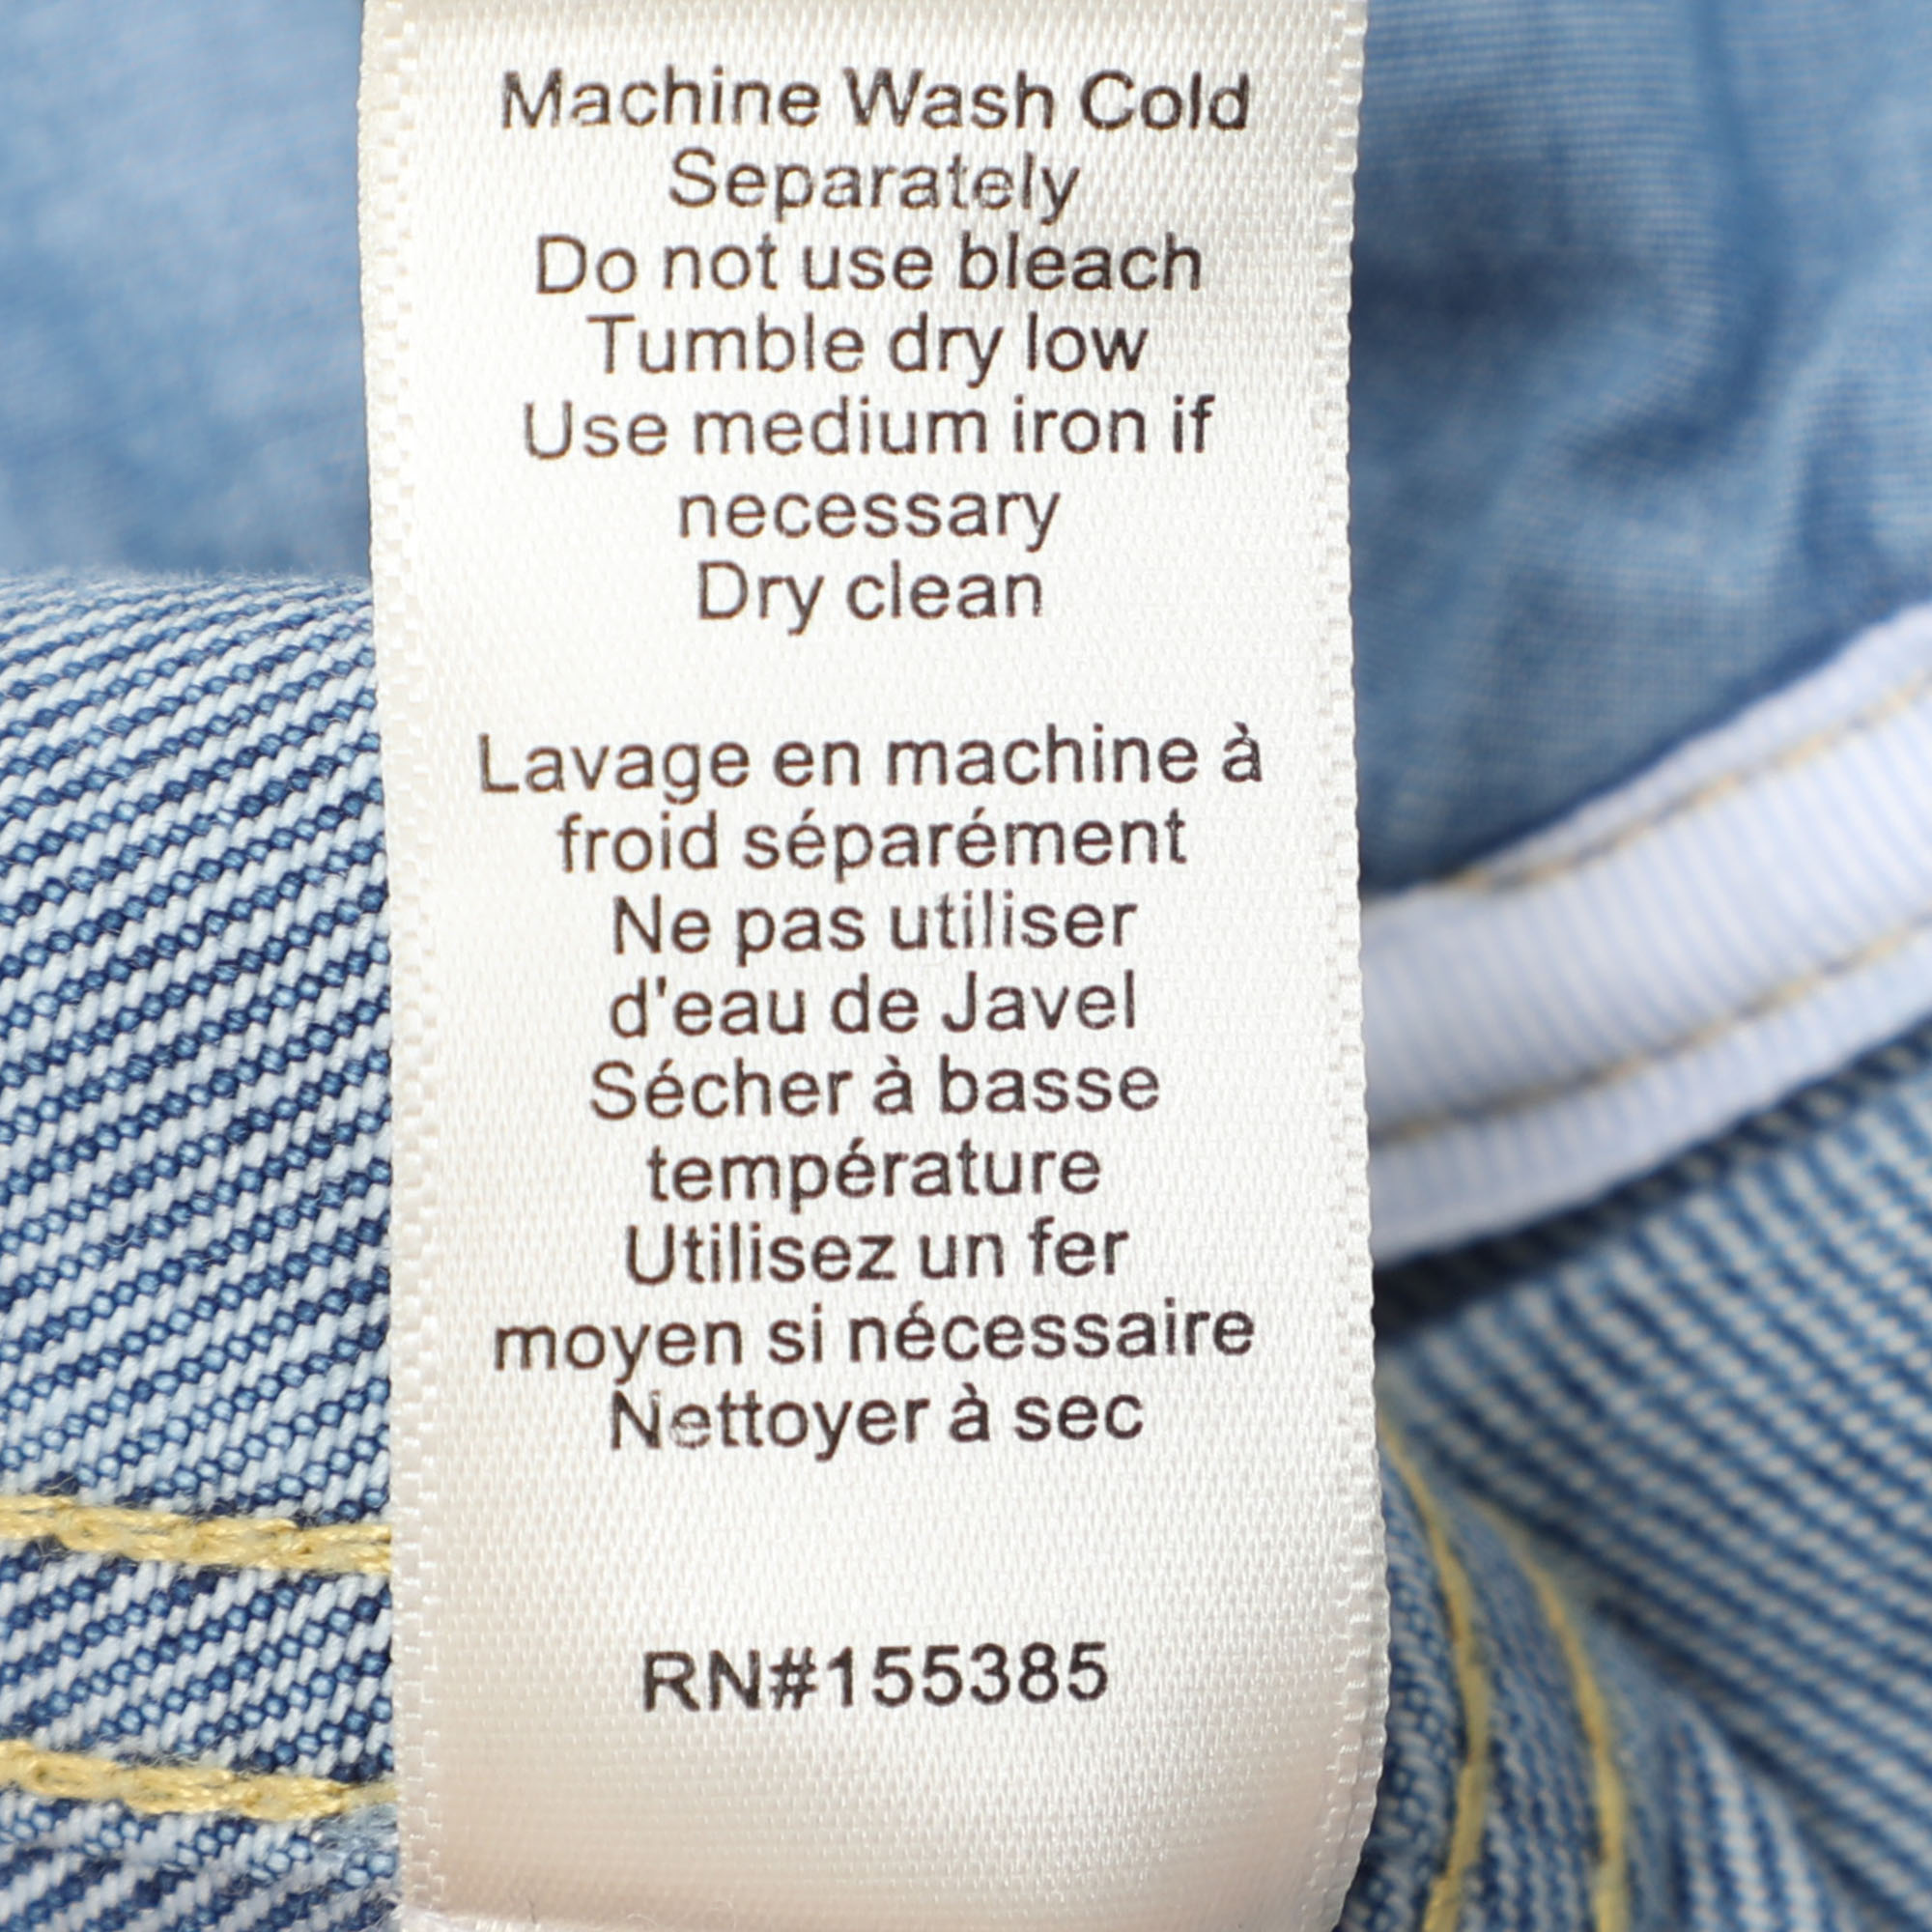 Machine Wash Cold
Separately
Do not use bleach
Tumble dry low
Use medium iron if
necessary
Dry clean
Lavage en machine à
froid séparément
Ne pas utiliser
d'eau de Javel
Sécher à basse
température
Utilisez un fer
moyen si nécessaire
Nettoyer à sec
RN#155385